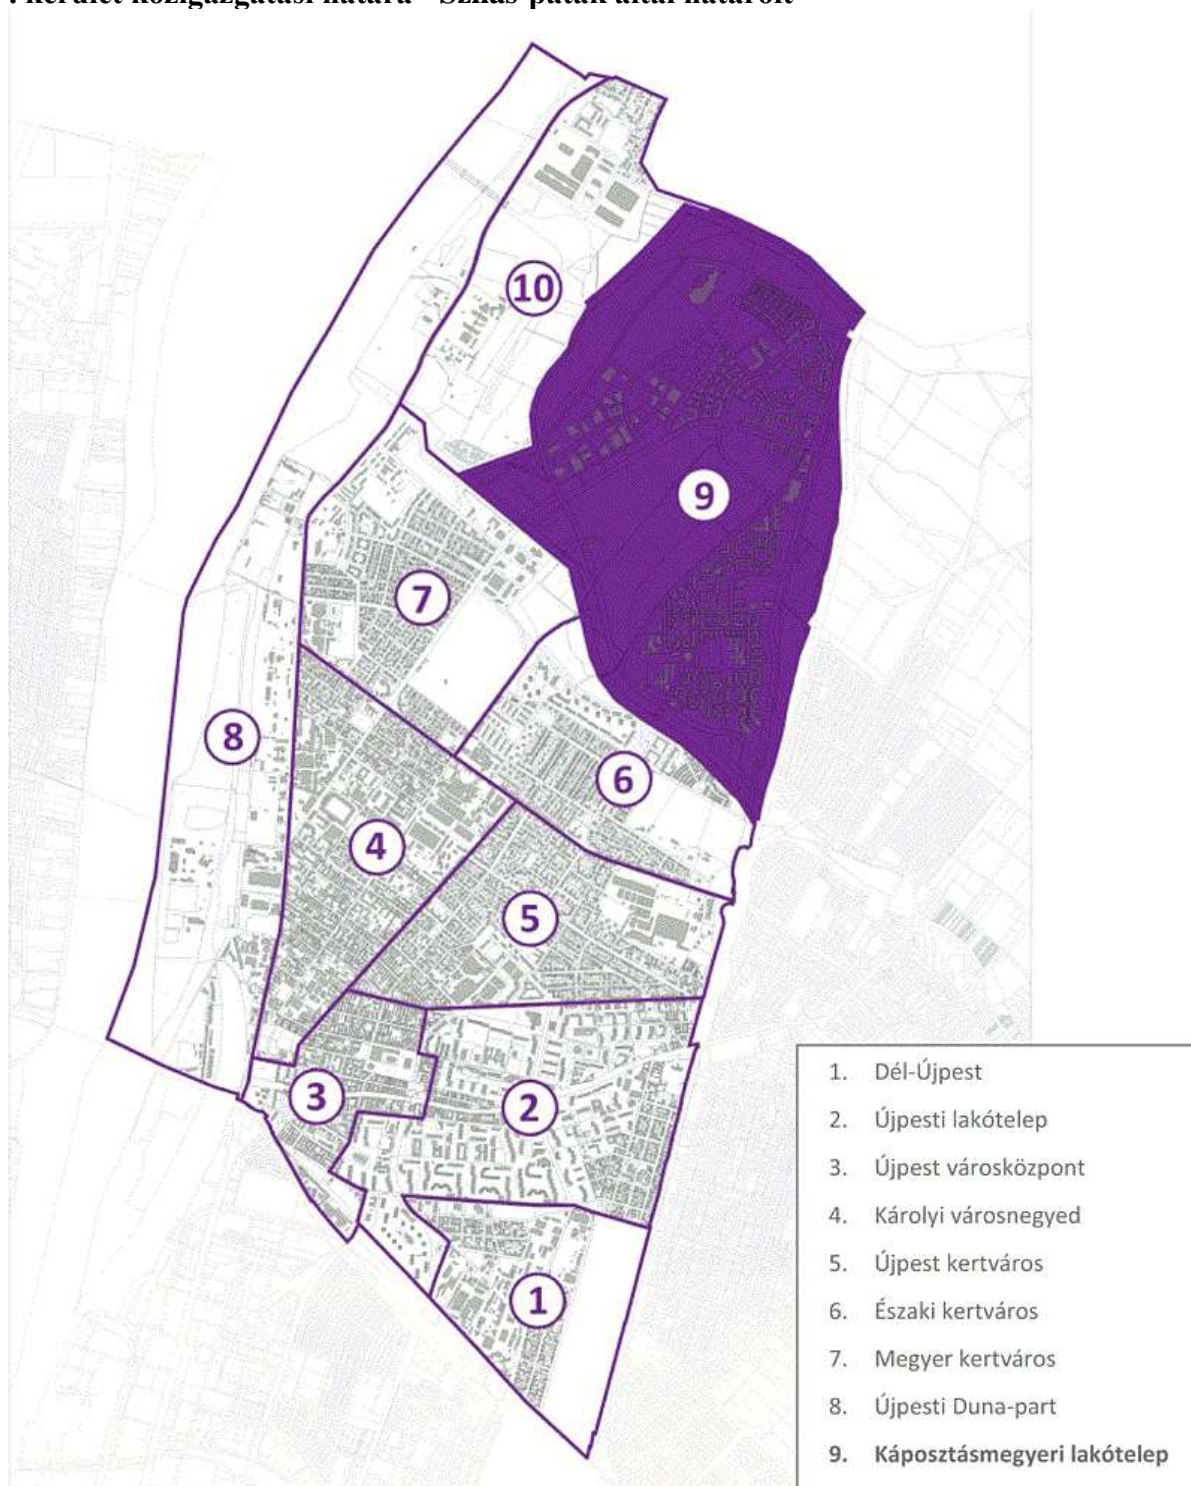 . kerület közigazgatási határa - Szilas-patak által határolt
10
9
7
8
6
4
5
3
2
1
1. Dél-Újpest
2. Újpesti lakótelep
3. Újpest városközpont
4. Károlyi városnegyed
5. Újpest kertváros
6. Északi kertváros
7. Megyer kertváros
8. Újpesti Duna-part
9. Káposztásmegyeri lakótelep